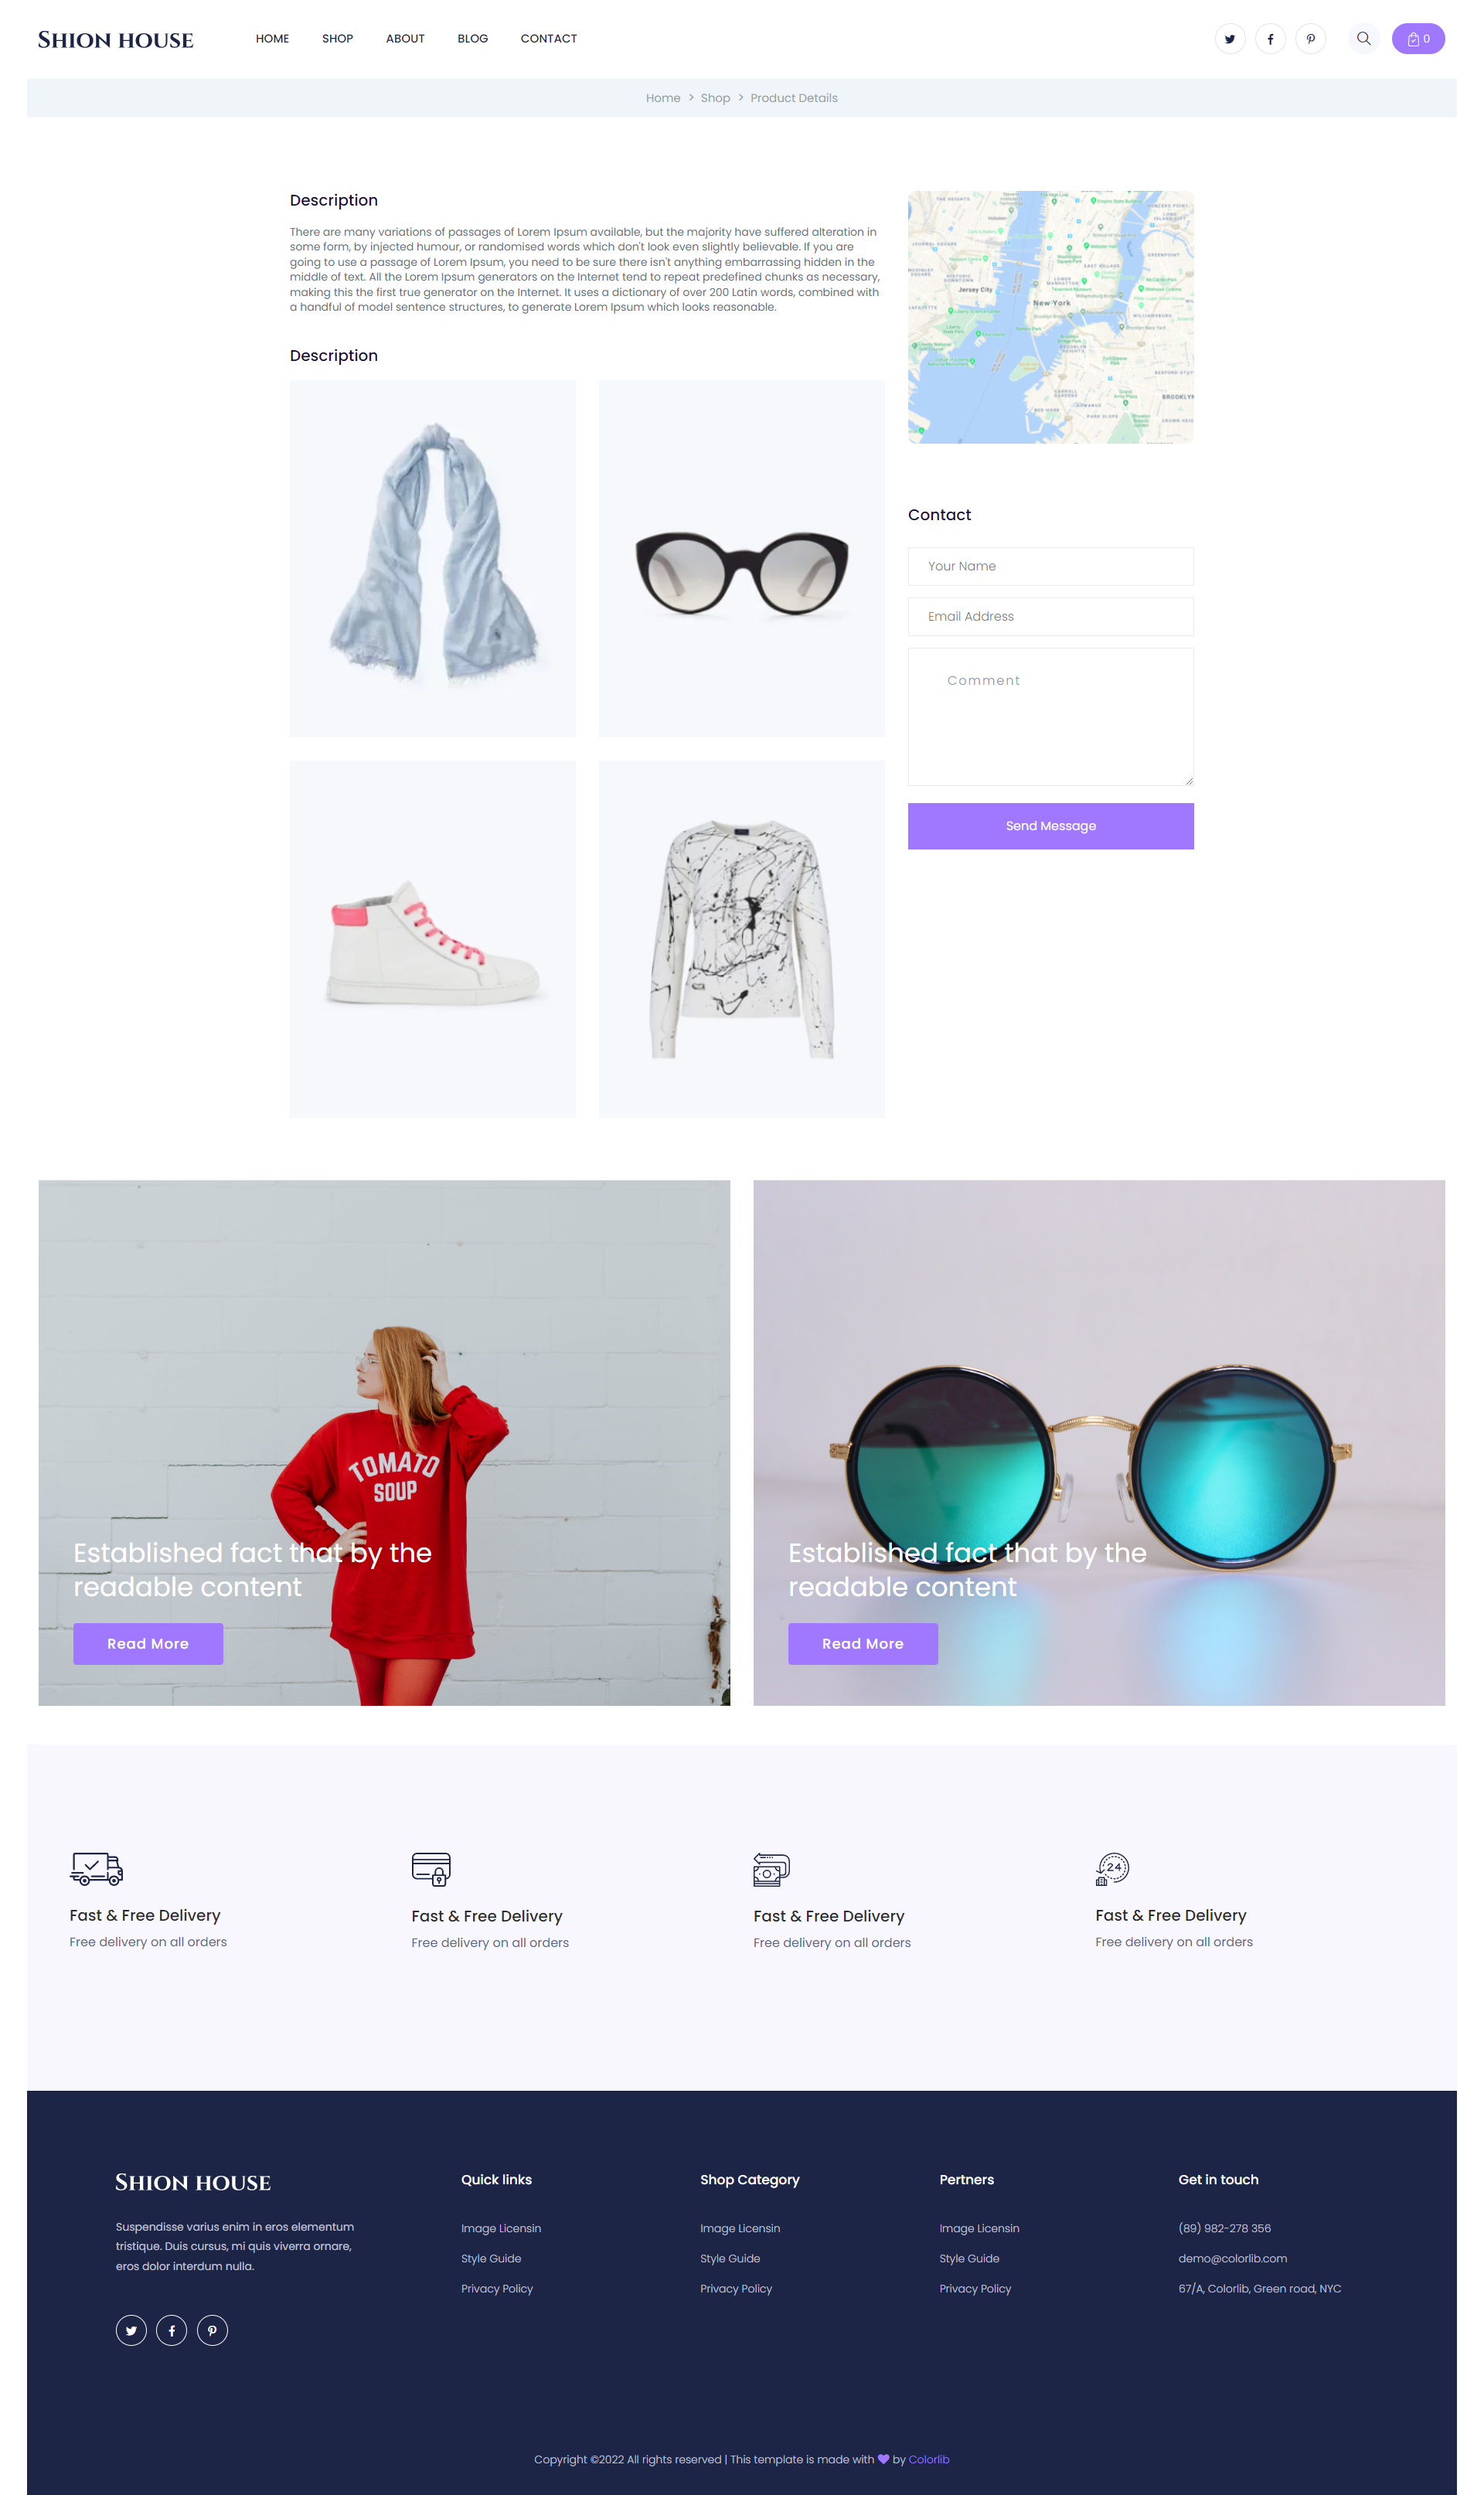 SHION HOUSE
HOME SHOP ABOUT BLOG CONTACT
0
Home > Shop > Product Details
Description
There are many variations of passages of Lorem Ipsum available, but the majority have suffered alteration in
some form, by injected humour, or randomised words which don't look even slightly believable. If you are
going to use a passage of Lorem Ipsum, you need to be sure there isn't anything embarrassing hidden in the
middle of text. All the Lorem Ipsum generators on the Internet tend to repeat predefined chunks as necessary,
making this the first true generator on the Internet. It uses a dictionary of over 200 Latin words, combined with
a handful of model sentence structures, to generate Lorem Ipsum which looks reasonable.
Jersey City
New York
BROOKLYN
Description
Contact
Your Name
Email Address
Comment
Send Message
TOMATO
SOUP
Established fact that by the
readable content
Read More
Established fact that by the
readable content
Read More
24
Fast & Free Delivery
Free delivery on all orders
Fast & Free Delivery
Free delivery on all orders
Fast & Free Delivery
Free delivery on all orders
Fast & Free Delivery
Free delivery on all orders
SHION HOUSE
Suspendisse varius enim in eros elementum
tristique. Duis cursus, mi quis viverra ornare,
eros dolor interdum nulla.
Quick links
Image Licensin
Style Guide
Privacy Policy
Shop Category
Image Licensin
Style Guide
Privacy Policy
Pertners
Image Licensin
Style Guide
Privacy Policy
Get in touch
(89) 982-278 356
demo@colorlib.com
67/A, Colorlib, Green road, NYC
Copyright ©2022 All rights reserved | This template is made with by Colorlib